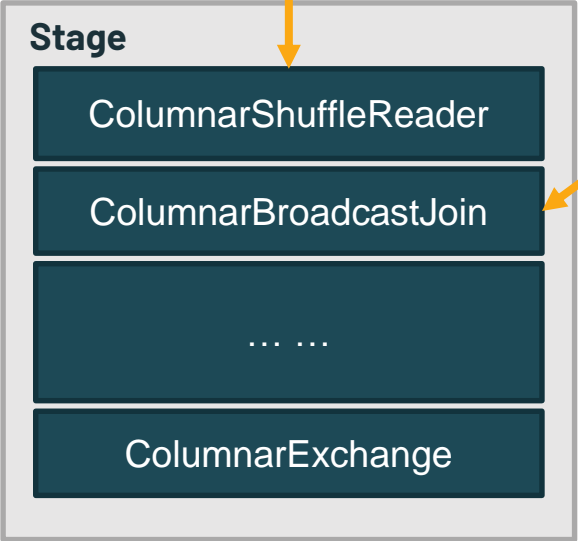 Stage
ColumnarShuffleReader
ColumnarBroadcastJoin
... ...
ColumnarExchange